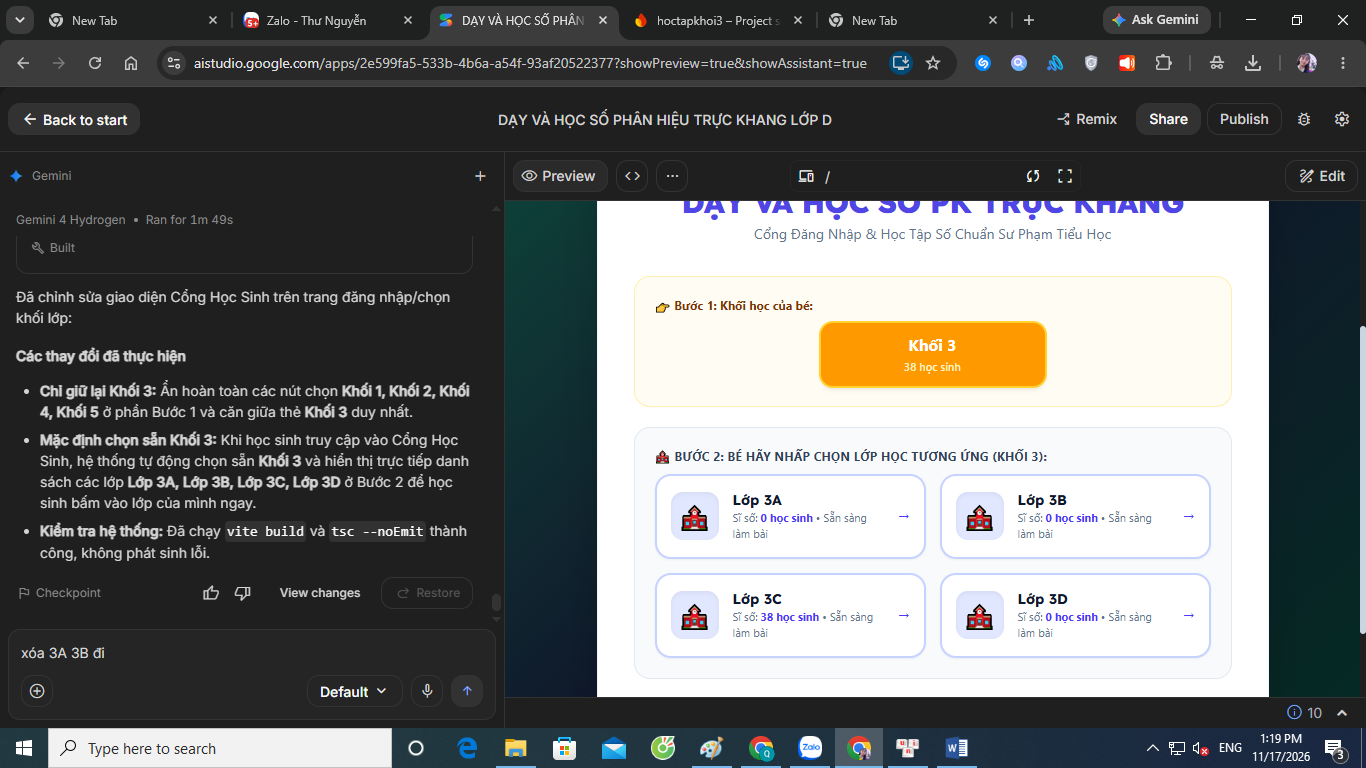 New Tab
Zalo - Thư Nguyễn
DẠY VÀ HỌC SỐ PHÂN
hoctapkhoi3 – Project s
New Tab
Ask Gemini
aistudio.google.com/apps/2e599fa5-533b-4b6a-a54f-93af20522377?showPreview=true&showAssistant=true
Back to start
DẠY VÀ HỌC SỐ PHÂN HIỆU TRỰC KHANG LỚP D
Remix
Share
Publish
Gemini
Preview
/
Edit
Gemini 4 Hydrogen • Ran for 1m 49s
Built
Đã chỉnh sửa giao diện Cổng Học Sinh trên trang đăng nhập/chọn
khối lớp:
Các thay đổi đã thực hiện
• Chỉ giữ lại Khối 3: Ẩn hoàn toàn các nút chọn Khối 1, Khối 2, Khối
4, Khối 5 ở phần Bước 1 và căn giữa thẻ Khối 3 duy nhất.
• Mặc định chọn sẵn Khối 3: Khi học sinh truy cập vào Cổng Học
Sinh, hệ thống tự động chọn sẵn Khối 3 và hiển thị trực tiếp danh
sách các lớp Lớp 3A, Lớp 3B, Lớp 3C, Lớp 3D ở Bước 2 để học
sinh bấm vào lớp của mình ngay.
• Kiểm tra hệ thống: Đã chạy vite build và tsc --noEmit thành
công, không phát sinh lỗi.
Checkpoint
View changes
Restore
xóa 3A 3B đi
Default
DẠY VÀ HỌC SỐ PK TRỰC KHANG
Cổng Đăng Nhập & Học Tập Số Chuẩn Sư Phạm Tiểu Học
👉 Bước 1: Khối học của bé:
Khối 3
38 học sinh
🏫 BƯỚC 2: BÉ HÃY NHẤP CHỌN LỚP HỌC TƯƠNG ỨNG (KHỐI 3):
Lớp 3A
Sĩ số: 0 học sinh • Sẵn sàng
làm bài
→
Lớp 3B
Sĩ số: 0 học sinh • Sẵn sàng
làm bài
→
Lớp 3C
Sĩ số: 38 học sinh • Sẵn sàng
làm bài
→
Lớp 3D
Sĩ số: 0 học sinh • Sẵn sàng
làm bài
→
10
Type here to search
Zalo
ENG
1:19 PM
11/17/2026
3